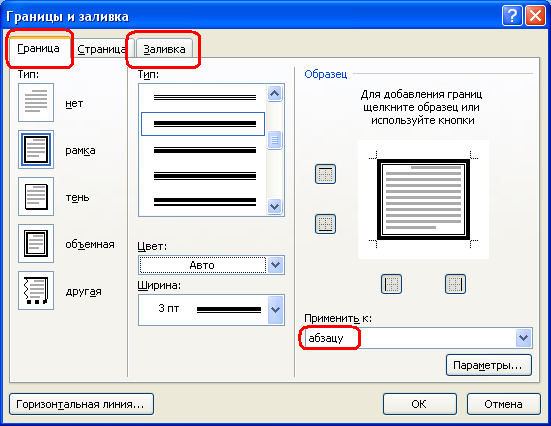 Границы и заливка
Граница Страница Заливка
Тип:
нет
рамка
тень
объемная
другая
Тип:
Цвет:
Авто
Ширина:
3 пт
Образец
Для добавления границ
щелкните образец или
используйте кнопки
Применить к:
абзацу
Параметры...
Горизонтальная линия...
ОК
Отмена